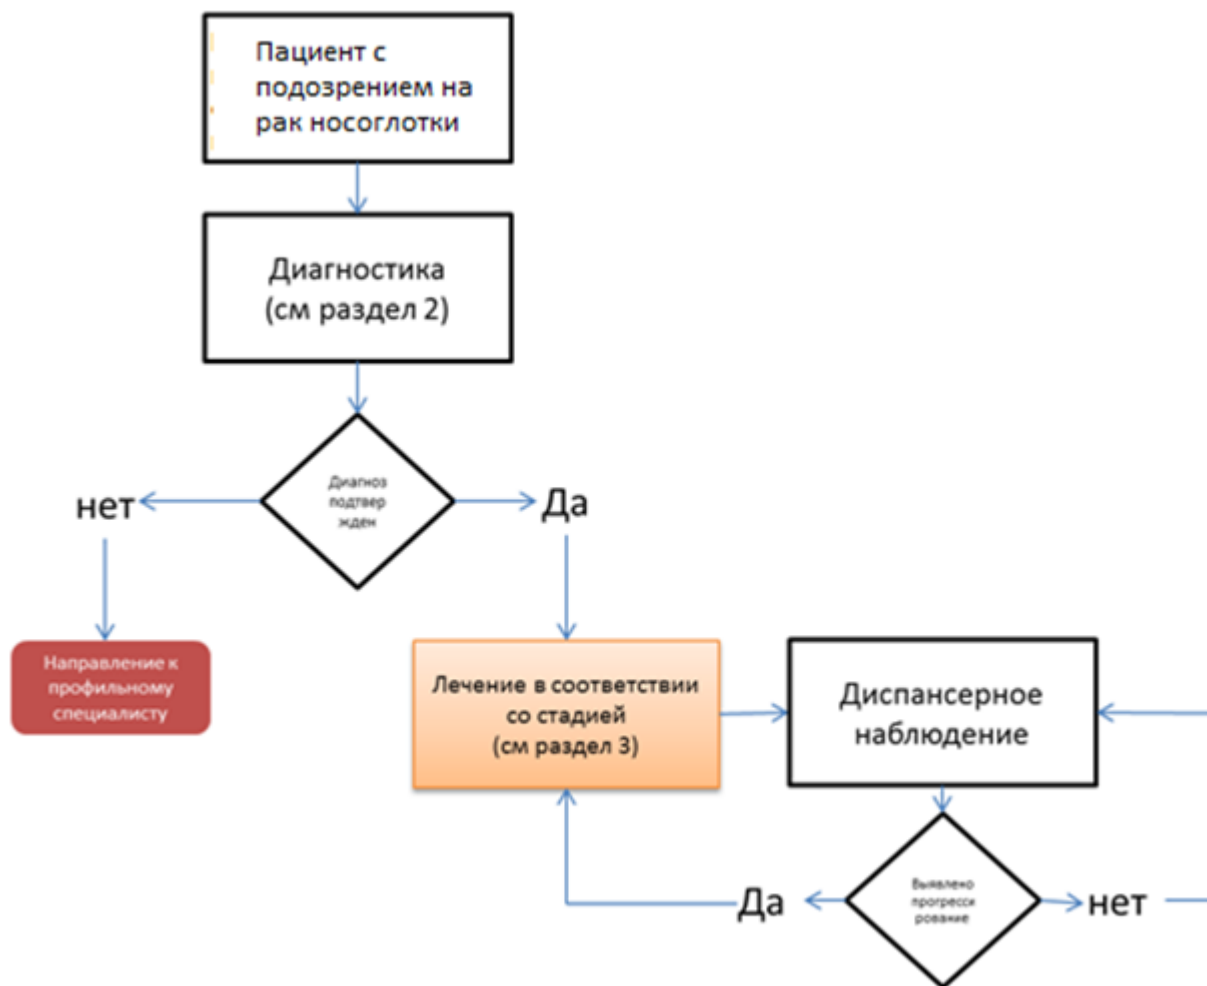 Пациент с
подозрением на
рак носоглотки
Диагностика
(см раздел 2)
Диагноз
подтвер
жден
нет
Да
Направление к
профильному
специалисту
Лечение в соответствии
со стадией
(см раздел 3)
Диспансерное
наблюдение
Выявлено
прогресси
рование
Да
нет